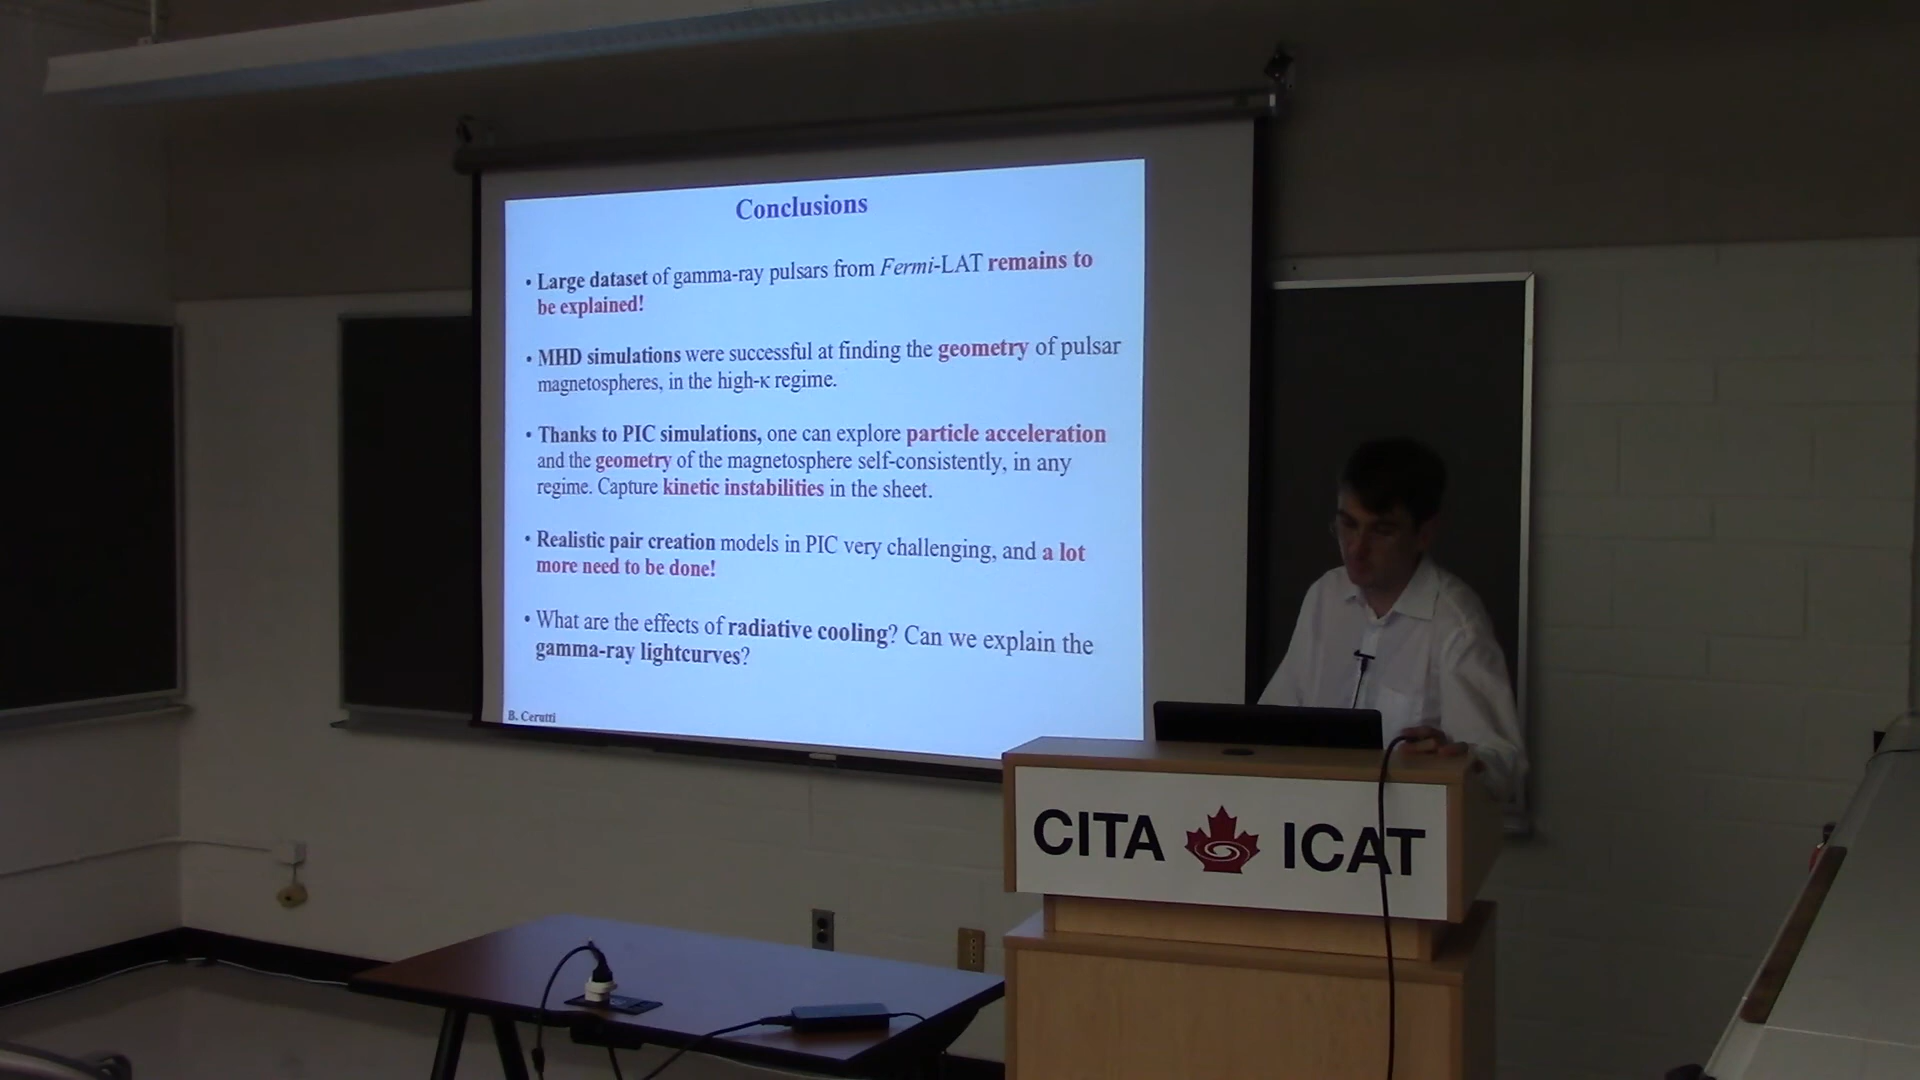 Conclusions
• Large dataset of gamma-ray pulsars from Fermi-LAT remains to
be explained!
• MHD simulations were successful at finding the geometry of pulsar
magnetospheres, in the high-κ regime.
• Thanks to PIC simulations, one can explore particle acceleration
and the geometry of the magnetosphere self-consistently, in any
regime. Capture kinetic instabilities in the sheet.
• Realistic pair creation models in PIC very challenging, and a lot
more need to be done!
• What are the effects of radiative cooling? Can we explain the
gamma-ray lightcurves?
B. Cerutti
CITA ICAT